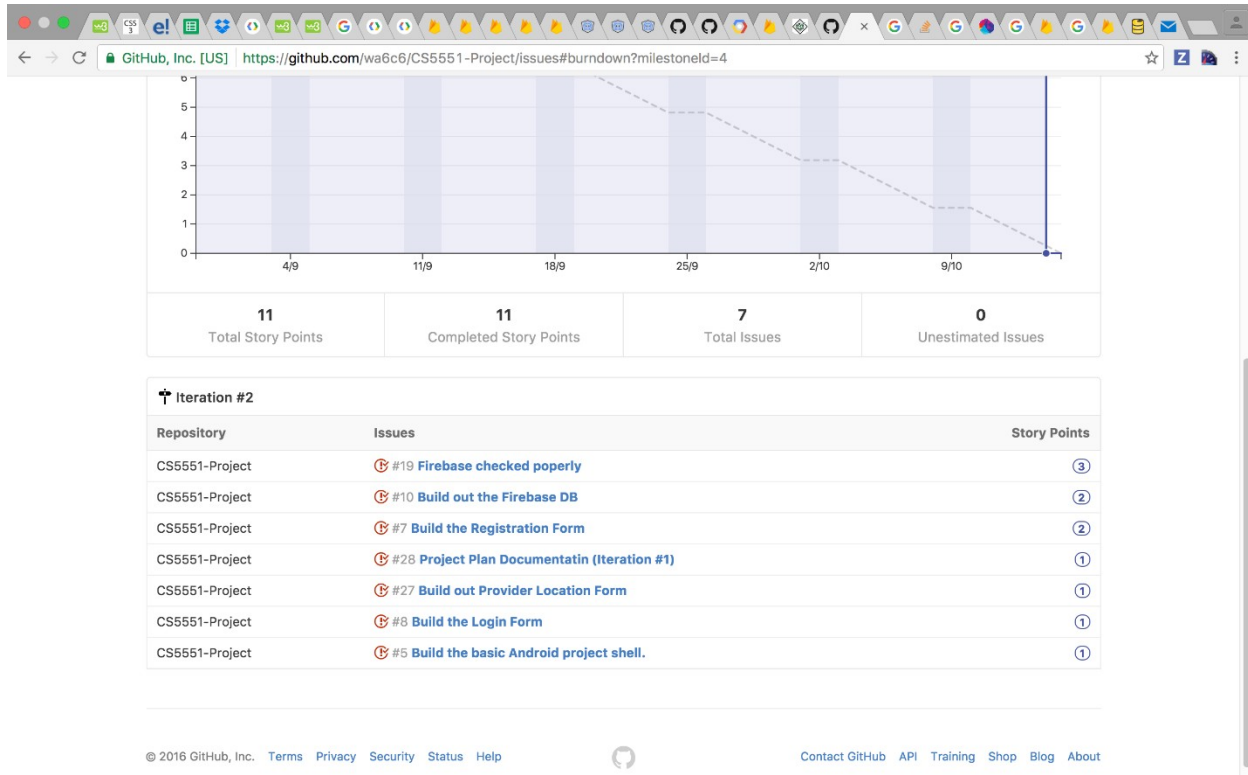 GitHub, Inc. [US] https://github.com/wa6c6/CS5551-Project/issues#burndown?milestoneId=4
6
5
4
3
2
1
0
4/9 11/9 18/9 25/9 2/10 9/10
11 11 7 0
Total Story Points Completed Story Points Total Issues Unestimated Issues
Iteration #2
Repository Issues Story Points
CS5551-Project #19 Firebase checked poperly 3
CS5551-Project #10 Build out the Firebase DB 2
CS5551-Project #7 Build the Registration Form 2
CS5551-Project #28 Project Plan Documentatin (Iteration #1) 1
CS5551-Project #27 Build out Provider Location Form 1
CS5551-Project #8 Build the Login Form 1
CS5551-Project #5 Build the basic Android project shell. 1
© 2016 GitHub, Inc. Terms Privacy Security Status Help Contact GitHub API Training Shop Blog About